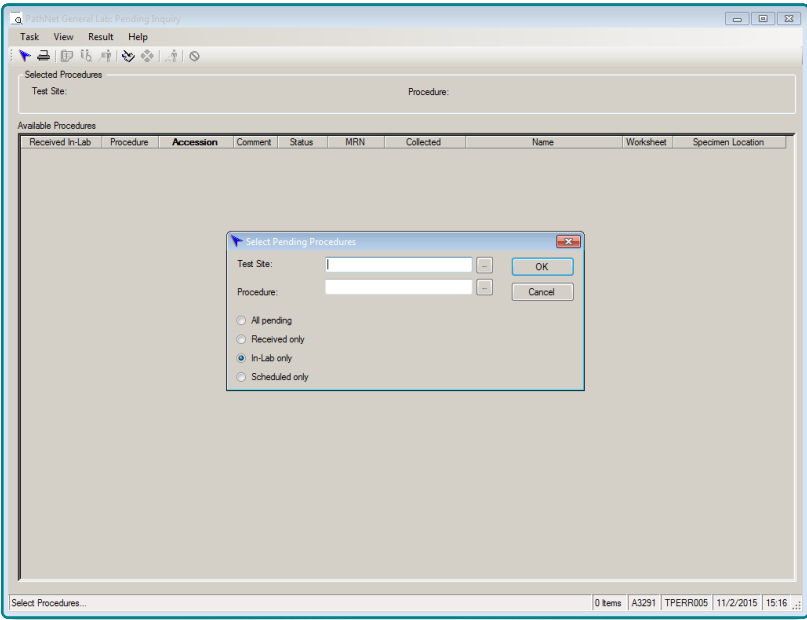 PathNet General Lab: Pending Inquiry
Task View Result Help
Selected Procedures
Test Site: Procedure:
Available Procedures
Received In-Lab Procedure Accession Comment Status MRN Collected Name Worksheet Specimen Location
Select Pending Procedures
Test Site: ... OK
Procedure: ... Cancel
All pending
Received only
In-Lab only
Scheduled only
Select Procedures... 0 Items A3291 TPERR005 11/2/2015 15:16